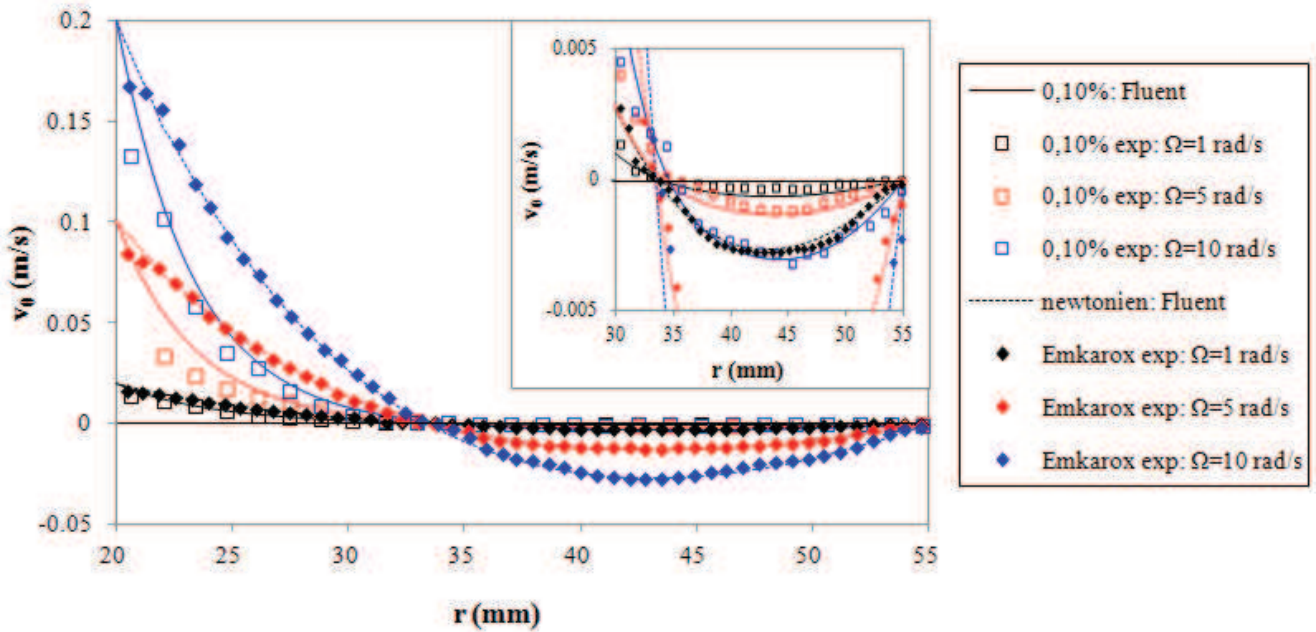 0.2
0.15
0.1
0.05
0
-0.05
vθ (m/s)
20 25 30 35 40 45 50 55
r (mm)
0.005
0
-0.005
vθ (m/s)
30 35 40 45 50 55
r (mm)
0,10%: Fluent
0,10% exp: Ω=1 rad/s
0,10% exp: Ω=5 rad/s
0,10% exp: Ω=10 rad/s
newtonien: Fluent
Emkarox exp: Ω=1 rad/s
Emkarox exp: Ω=5 rad/s
Emkarox exp: Ω=10 rad/s